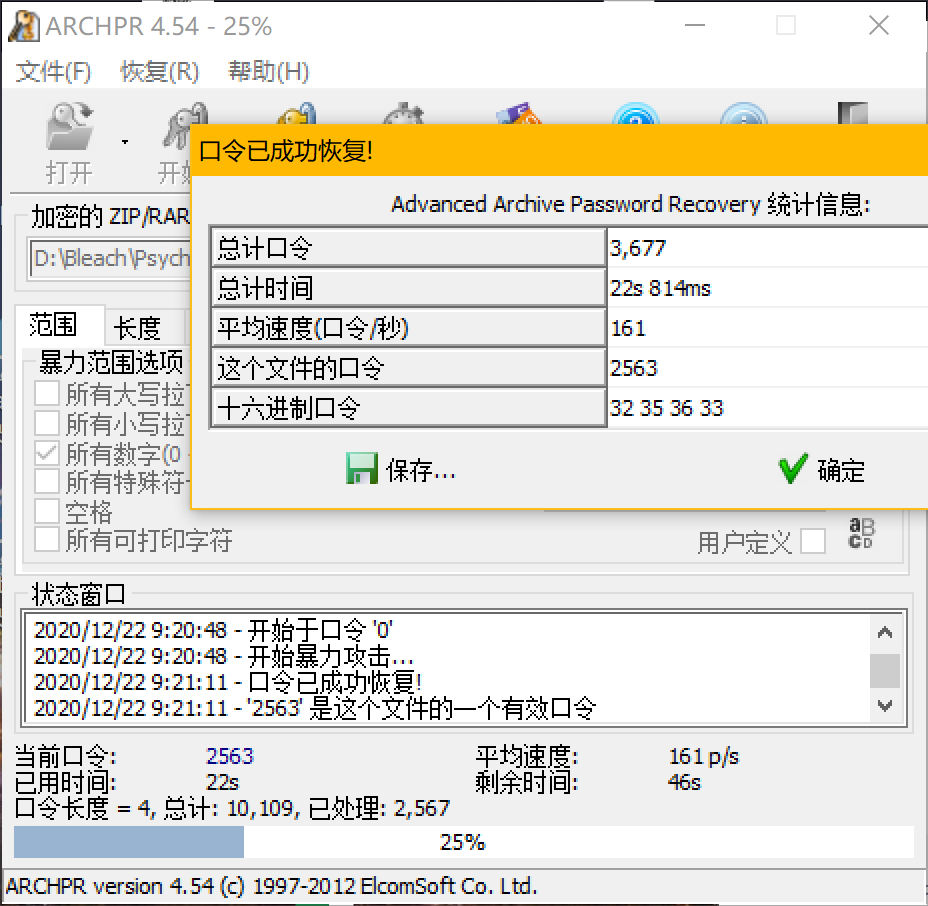 ARCHPR 4.54 - 25%
文件(F) 恢复(R) 帮助(H)
打开
口令已成功恢复!
加密的 ZIP/RAR
D:\Bleach\Psych
Advanced Archive Password Recovery 统计信息:
总计口令 3,677
总计时间 22s 814ms
平均速度(口令/秒) 161
这个文件的口令 2563
十六进制口令 32 35 36 33
保存... 确定
范围 长度
暴力范围选项
所有大写拉
所有小写拉
所有数字(0 -
所有特殊符
空格
所有可打印字符
用户定义
状态窗口
2020/12/22 9:20:48 - 开始于口令 '0'
2020/12/22 9:20:48 - 开始暴力攻击...
2020/12/22 9:21:11 - 口令已成功恢复!
2020/12/22 9:21:11 - '2563' 是这个文件的一个有效口令
当前口令: 2563 平均速度: 161 p/s
已用时间: 22s 剩余时间: 46s
口令长度 = 4, 总计: 10,109, 已处理: 2,567
25%
ARCHPR version 4.54 (c) 1997-2012 ElcomSoft Co. Ltd.